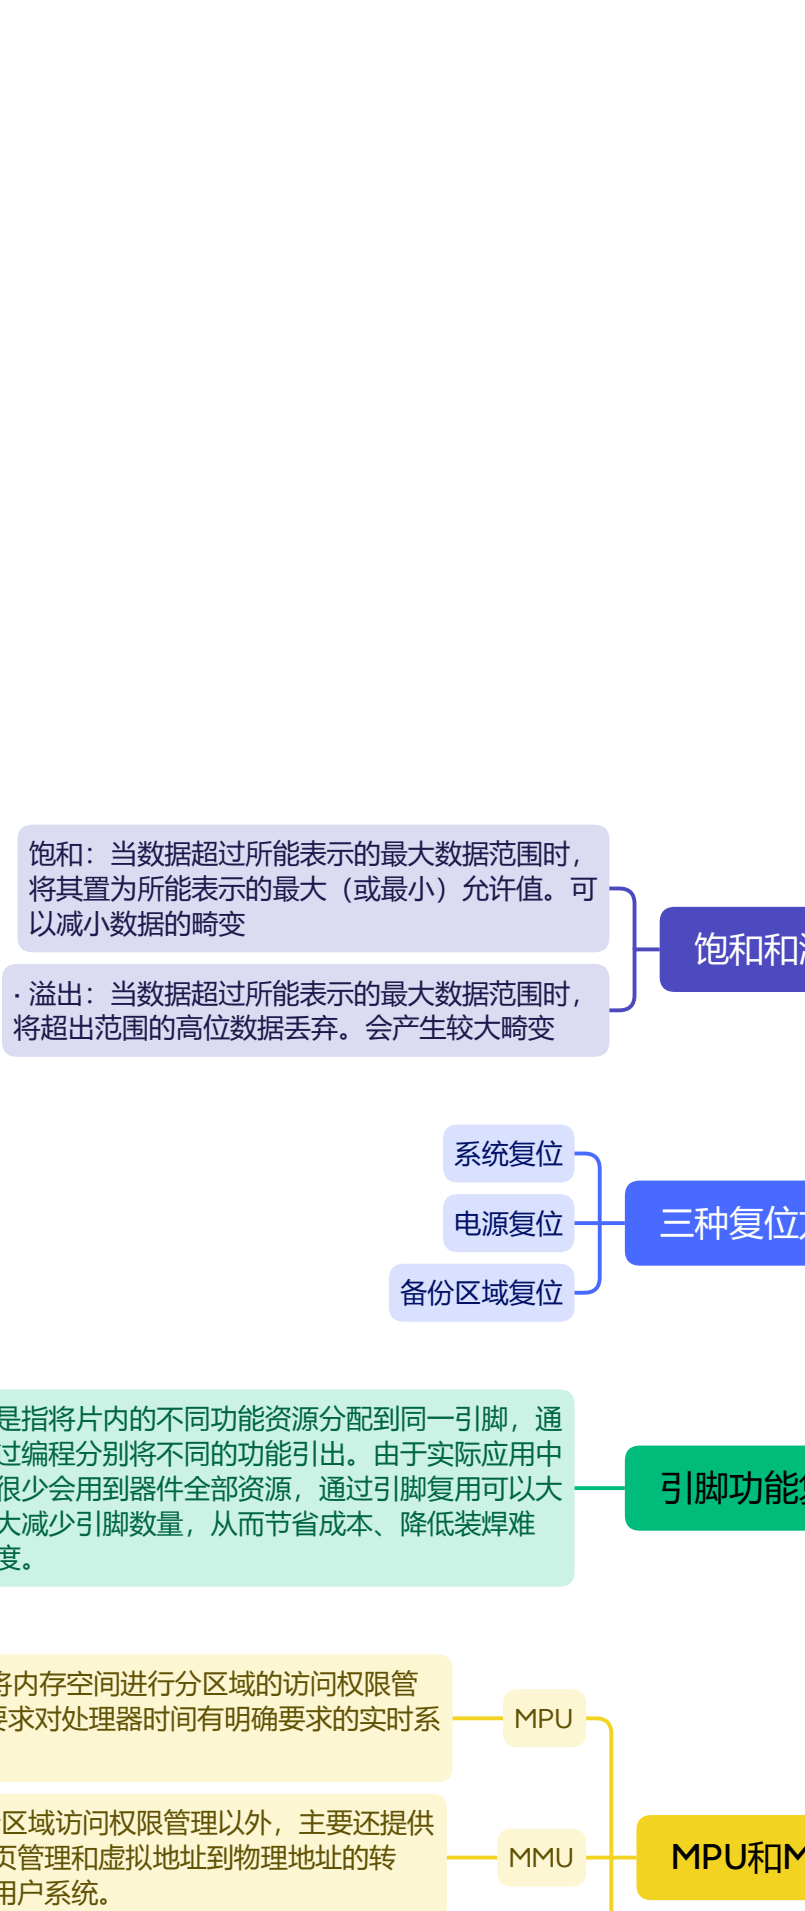 饱和：当数据超过所能表示的最大数据范围时，
将其置为所能表示的最大（或最小）允许值。可
以减小数据的畸变
饱和和
· 溢出：当数据超过所能表示的最大数据范围时，
将超出范围的高位数据丢弃。会产生较大畸变
系统复位
电源复位
三种复位
备份区域复位
是指将片内的不同功能资源分配到同一引脚，通
过编程分别将不同的功能引出。由于实际应用中
很少会用到器件全部资源，通过引脚复用可以大
大减少引脚数量，从而节省成本、降低装焊难
度。
引脚功能
将内存空间进行分区域的访问权限管
要求对处理器时间有明确要求的实时系
MPU
区域访问权限管理以外，主要还提供
页管理和虚拟地址到物理地址的转
用户系统。
MMU
MPU和M